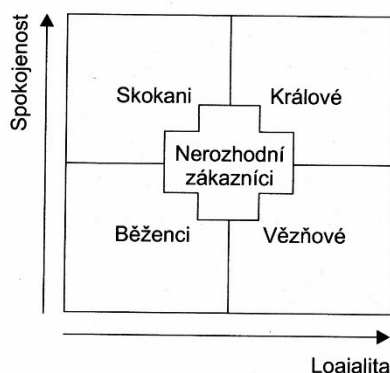 Spokojenost
Skokani
Králové
Nerozhodní
zákazníci
Běženci
Vězňové
Loajalita